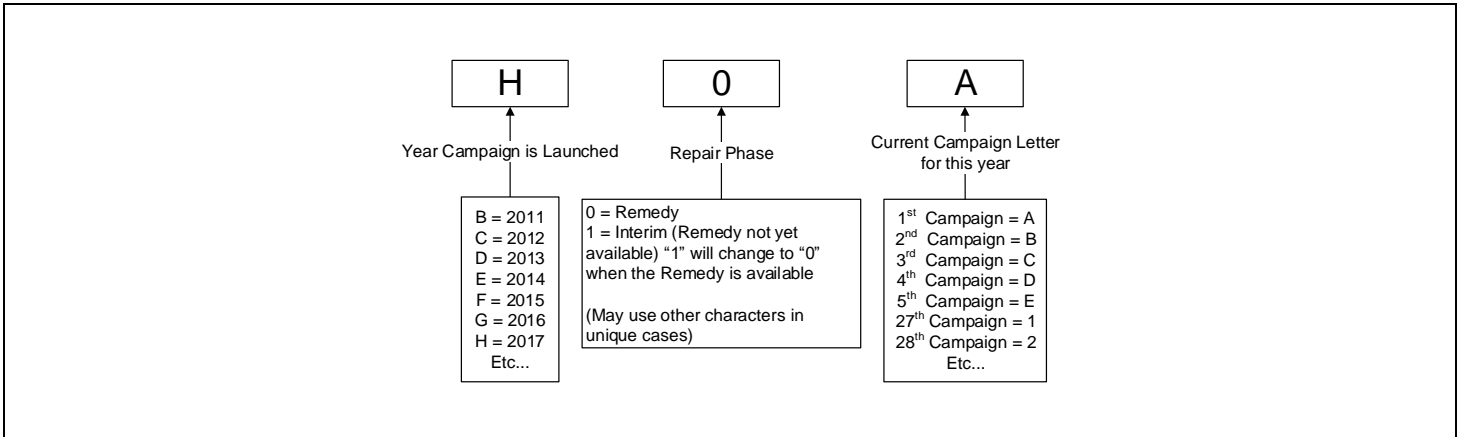 H
0
A
Year Campaign is Launched
Repair Phase
Current Campaign Letter
for this year
B = 2011
C = 2012
D = 2013
E = 2014
F = 2015
G = 2016
H = 2017
Etc...
0 = Remedy
1 = Interim (Remedy not yet
available) “1” will change to “0”
when the Remedy is available
(May use other characters in
unique cases)
1st Campaign = A
2nd Campaign = B
3rd Campaign = C
4th Campaign = D
5th Campaign = E
27th Campaign = 1
28th Campaign = 2
Etc...